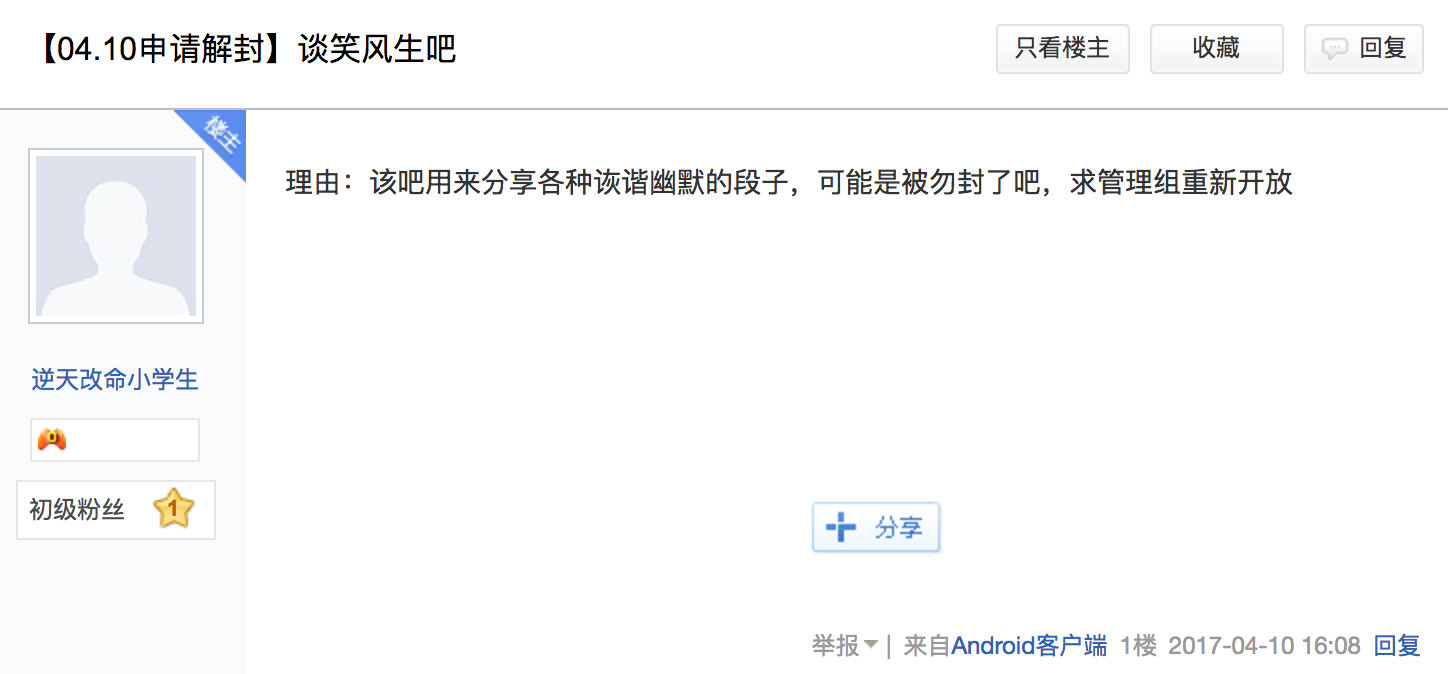 【04.10申请解封】谈笑风生吧
只看楼主
收藏
回复
楼主
理由：该吧用来分享各种诙谐幽默的段子，可能是被勿封了吧，求管理组重新开放
逆天改命小学生
初级粉丝 1
分享
举报 | 来自Android客户端 1楼 2017-04-10 16:08 回复